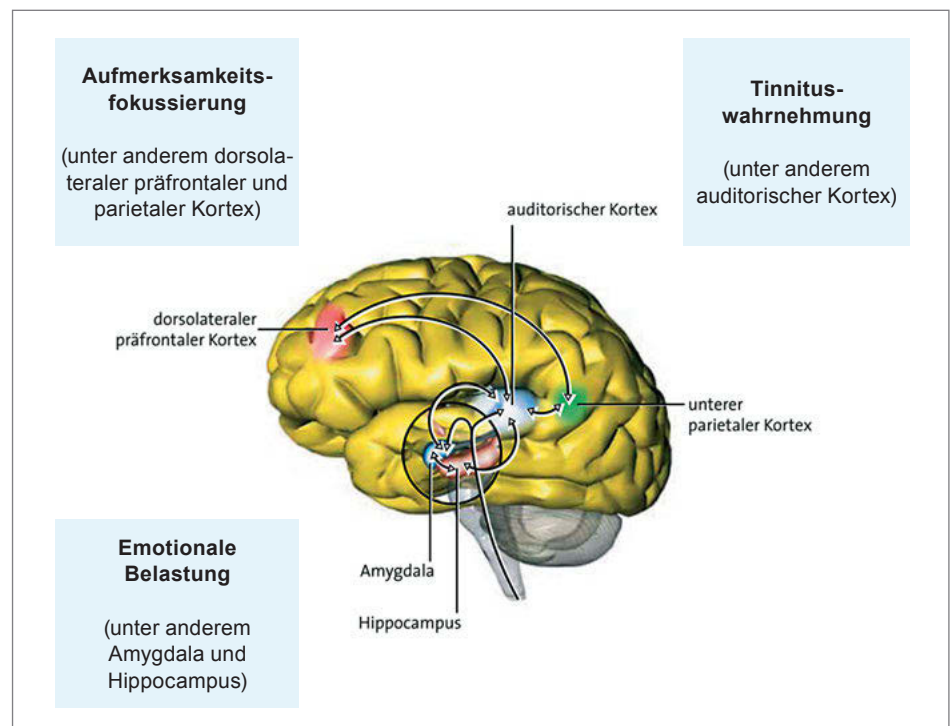 Aufmerksamkeits-
fokussierung
(unter anderem dorsola-
teraler präfrontaler und
parietaler Kortex)
Tinnitus-
wahrnehmung
(unter anderem
auditorischer Kortex)
auditorischer Kortex
dorsolateraler
präfrontaler Kortex
unterer
parietaler Kortex
Amygdala
Hippocampus
Emotionale
Belastung
(unter anderem
Amygdala und
Hippocampus)